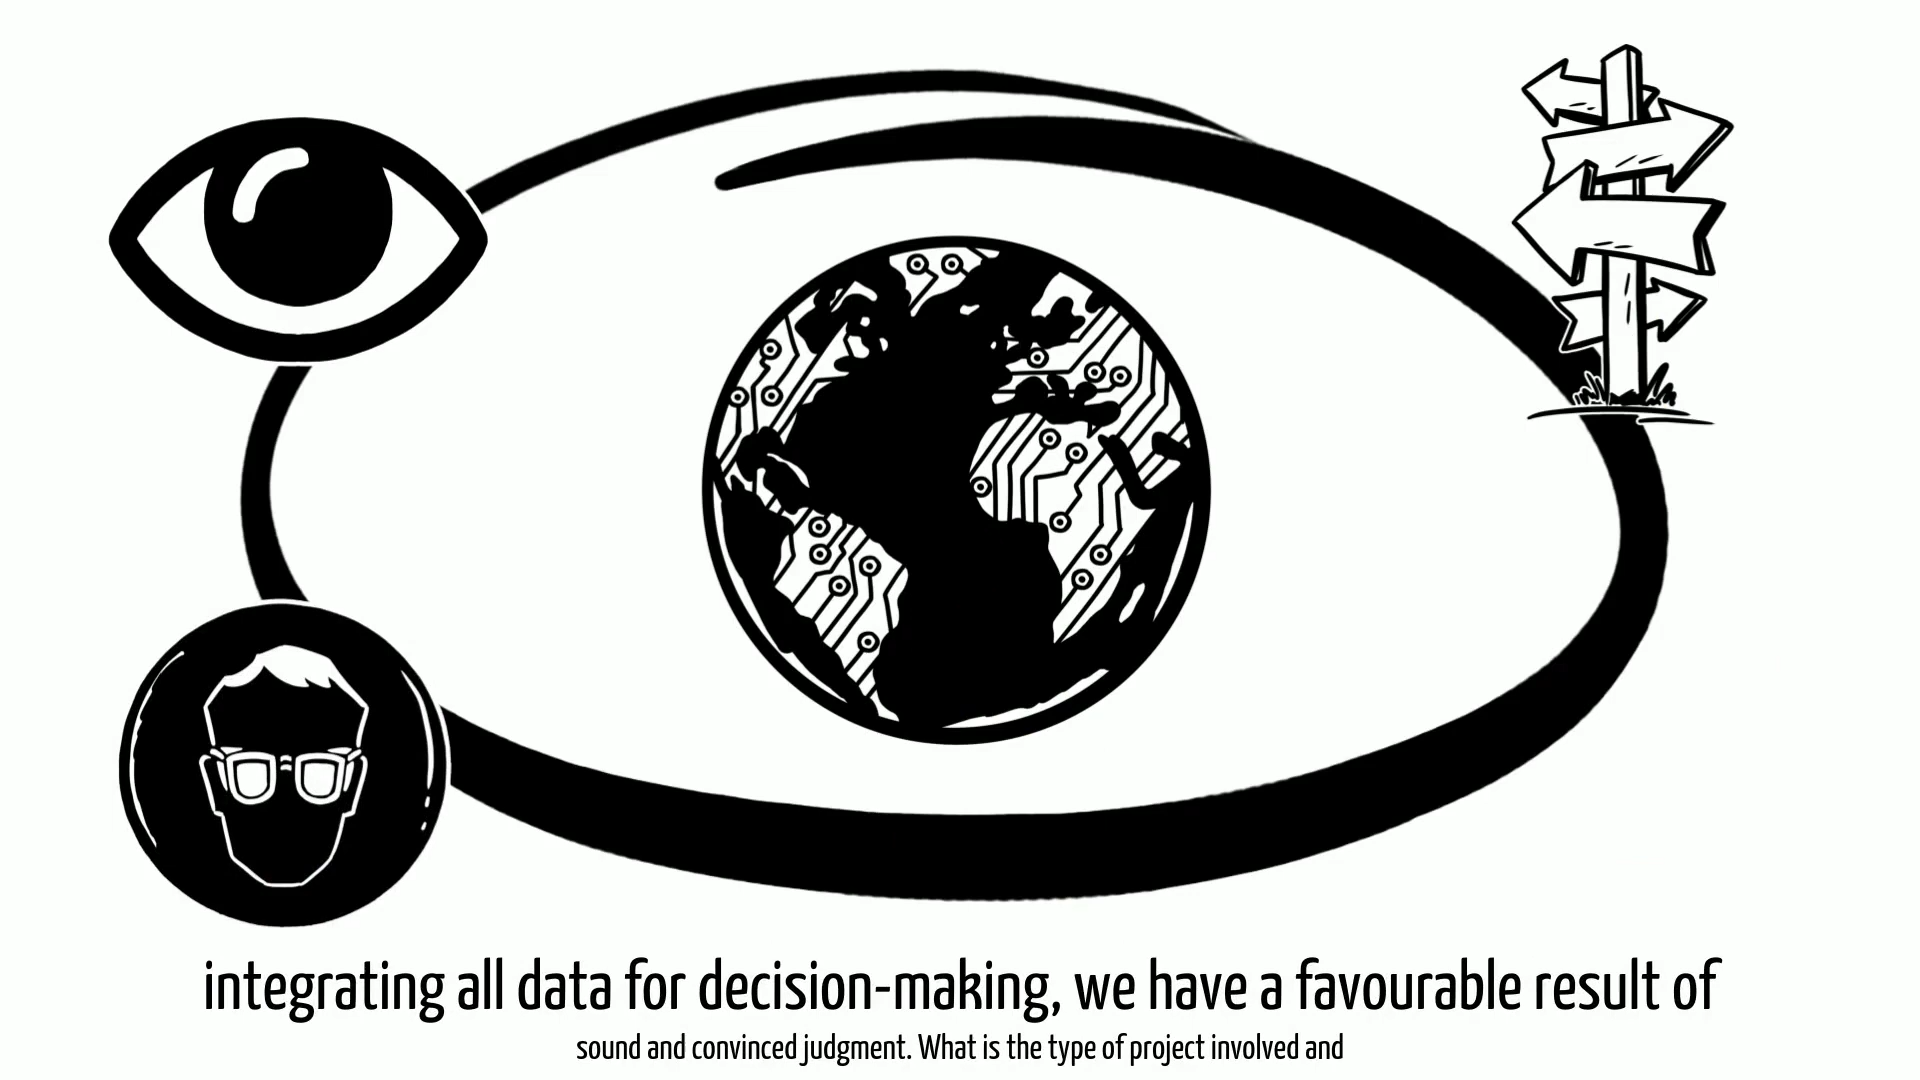 integrating all data for decision-making, we have a favourable result of
sound and convinced judgment. What is the type of project involved and